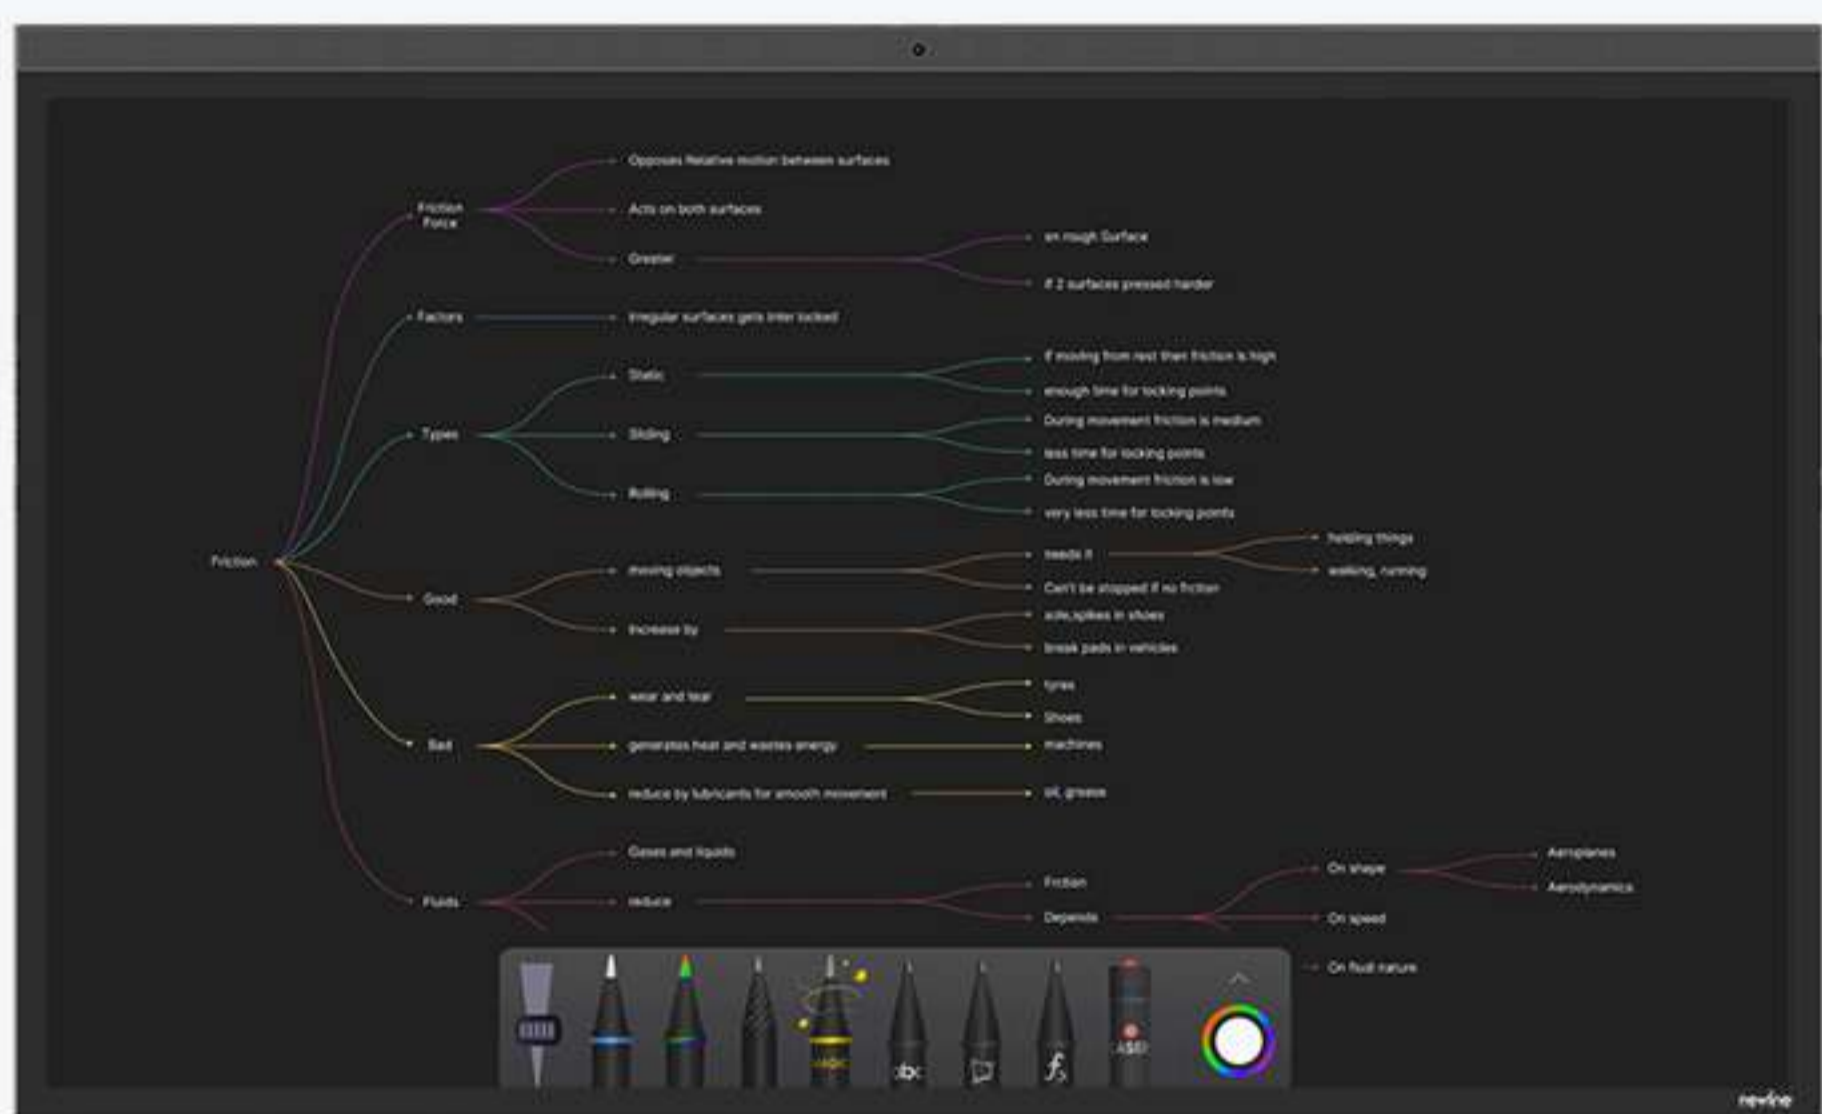 Opposes Relative motion between surfaces
Friction
Force
Acts on both surfaces
Greater
on rough Surface
if 2 surfaces pressed harder
Factors
Irregular surfaces gets inter locked
Types
Static
if moving from rest then friction is high
enough time for locking points
Sliding
During movement friction is medium
less time for locking points
Rolling
During movement friction is low
very less time for locking points
Friction
Good
moving objects
needs it
holding things
walking, running
Can't be stopped if no friction
Increase by
sole,spikes in shoes
break pads in vehicles
Bad
wear and tear
tyres
Shoes
generates heat and wastes energy
machines
reduce by lubricants for smooth movement
oil, grease
Fluids
Gases and liquids
reduce
Friction
Depends
On shape
Aeroplanes
Aerodynamics
On speed
On fluid nature
MAGIC
abc
fx
LASER
newline